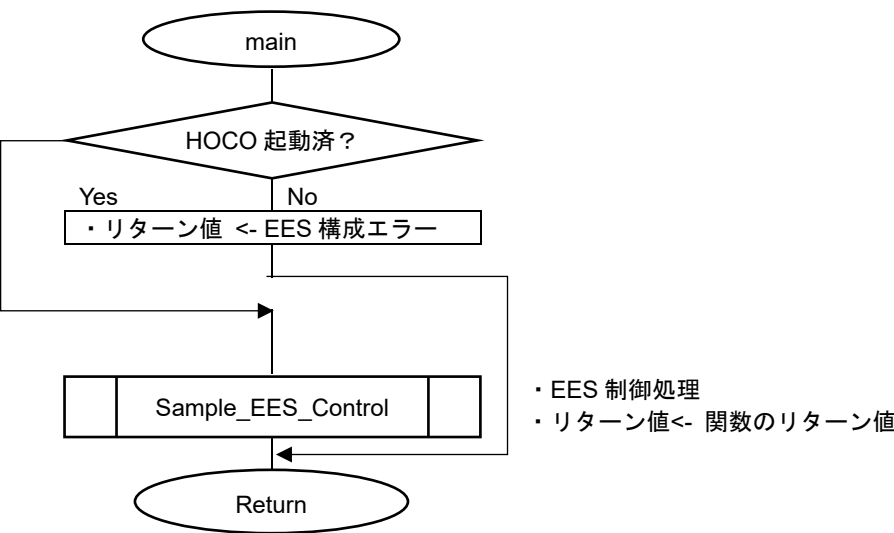 main
HOCO 起動済？
Yes
No
・リターン値 <- EES 構成エラー
Sample_EES_Control
・EES 制御処理
・リターン値<- 関数のリターン値
Return